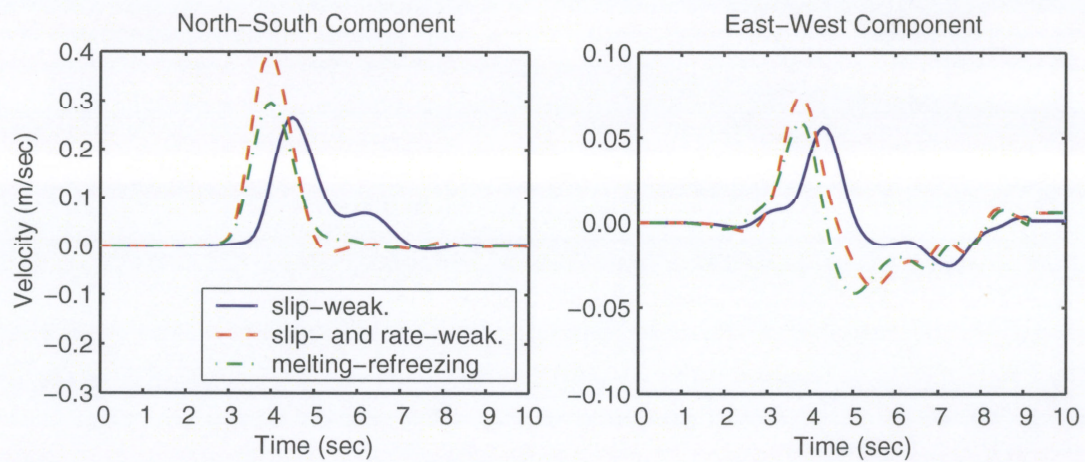 North-South Component
0.4
0.3
0.2
0.1
0.0
-0.1
-0.2
-0.3
Velocity (m/sec)
slip-weak.
slip- and rate-weak.
melting-refreezing
0 1 2 3 4 5 6 7 8 9 10
Time (sec)
East-West Component
0.10
0.05
0.00
-0.05
-0.10
0 1 2 3 4 5 6 7 8 9 10
Time (sec)